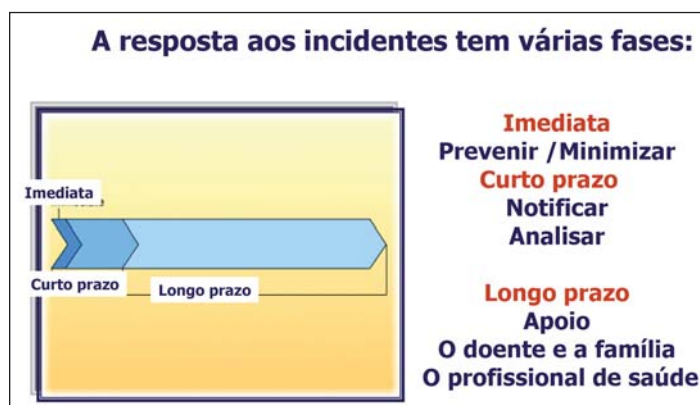 A resposta aos incidentes tem várias fases:
Imediata
Curto prazo
Longo prazo
Imediata
Prevenir /Minimizar
Curto prazo
Notificar
Analisar
Longo prazo
Apoio
O doente e a família
O profissional de saúde